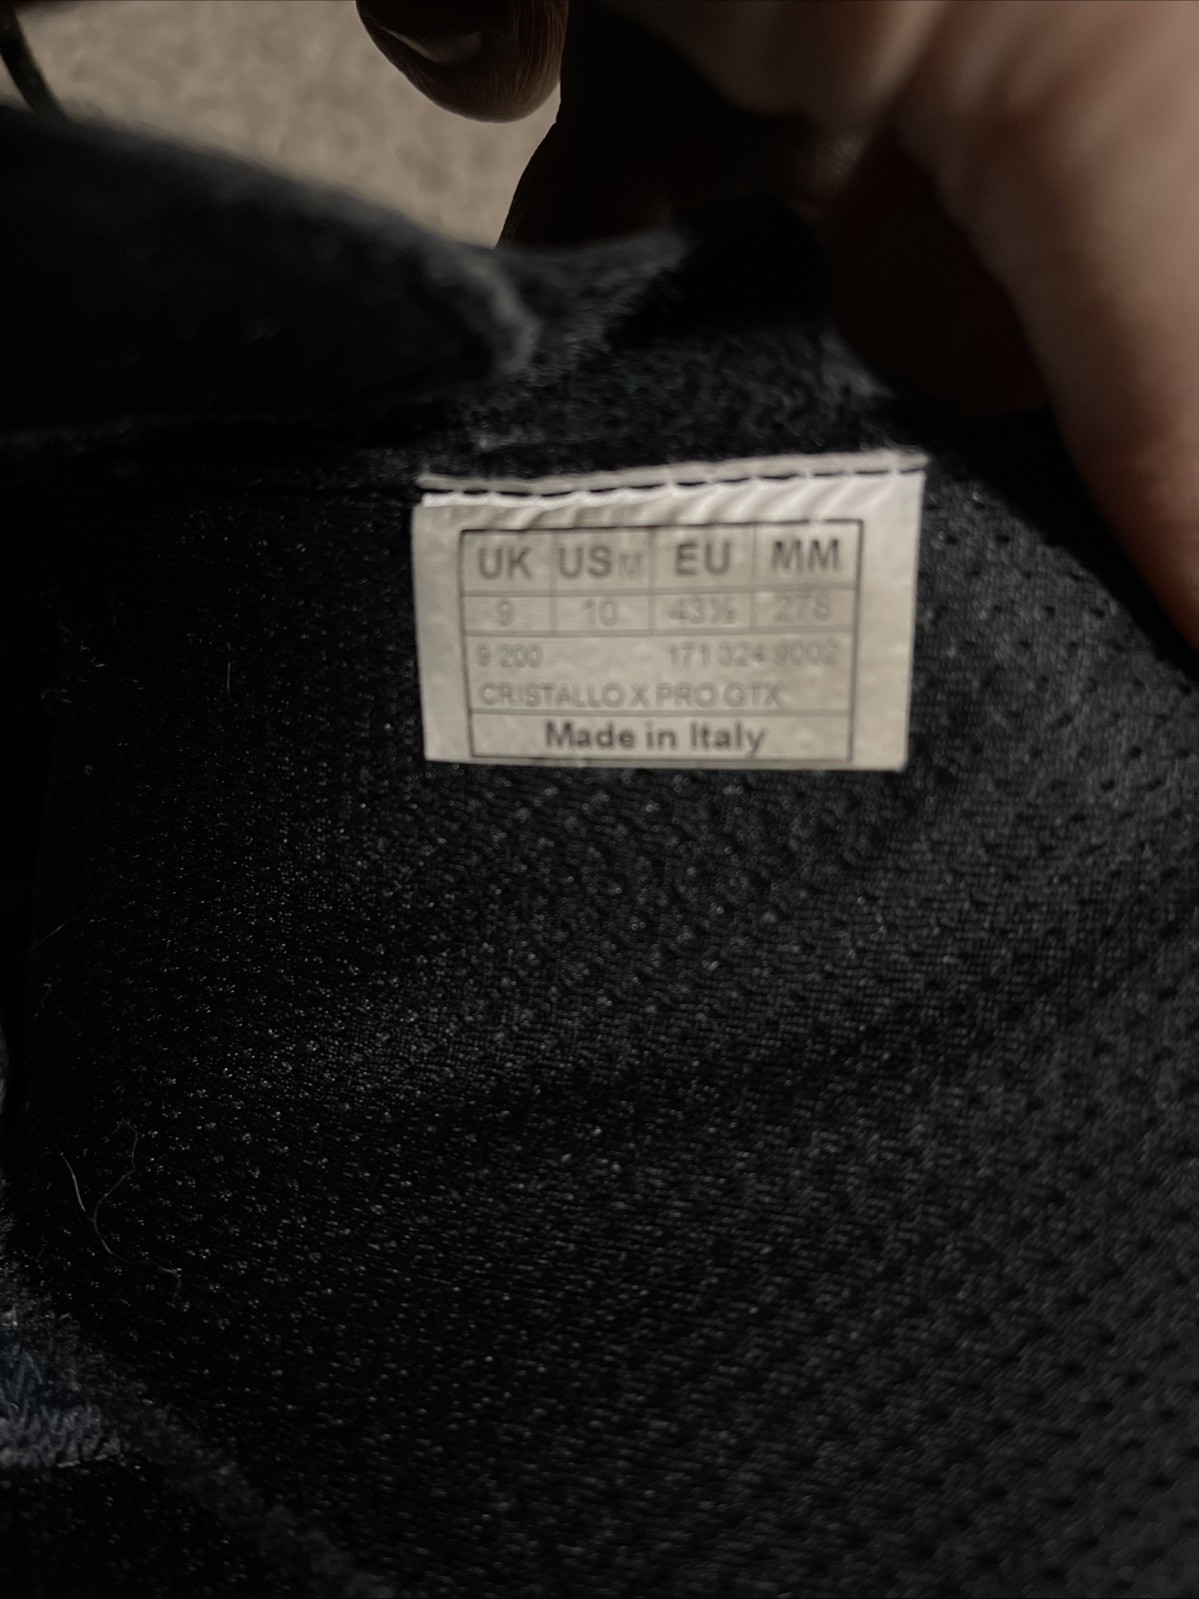 UK US M EU MM
9 10 43½ 278
9 200 171 324 9002
CRISTALLO X PRO GTX
Made in Italy